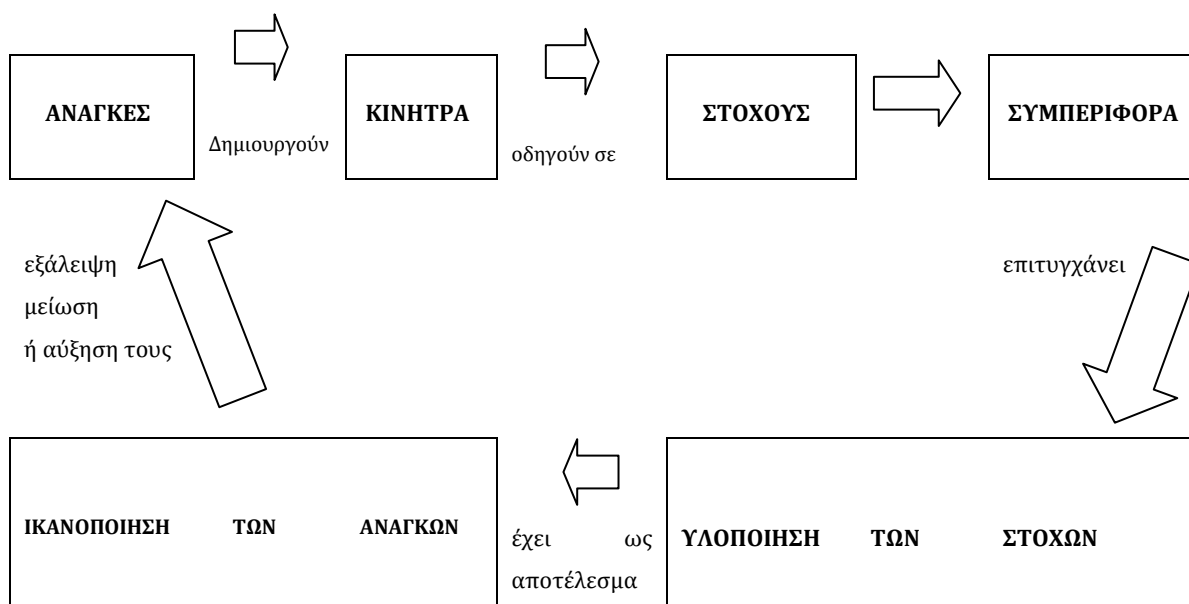 ΑΝΑΓΚΕΣ
Δημιουργούν
ΚΙΝΗΤΡΑ
οδηγούν σε
ΣΤΟΧΟΥΣ
ΣΥΜΠΕΡΙΦΟΡΑ
εξάλειψη
μείωση
ή αύξηση τους
επιτυγχάνει
ΙΚΑΝΟΠΟΙΗΣΗ ΤΩΝ ΑΝΑΓΚΩΝ
έχει ως
αποτέλεσμα
ΥΛΟΠΟΙΗΣΗ ΤΩΝ ΣΤΟΧΩΝ